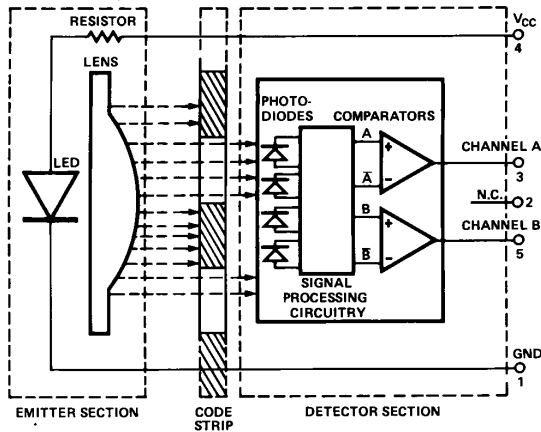 RESISTOR
LENS
LED
VCC
4
PHOTO-
DIODES
COMPARATORS
A
+
CHANNEL A
3
A̅
–
N.C.
2
B
+
CHANNEL B
5
B̅
–
SIGNAL
PROCESSING
CIRCUITRY
GND
1
EMITTER SECTION
CODE
STRIP
DETECTOR SECTION